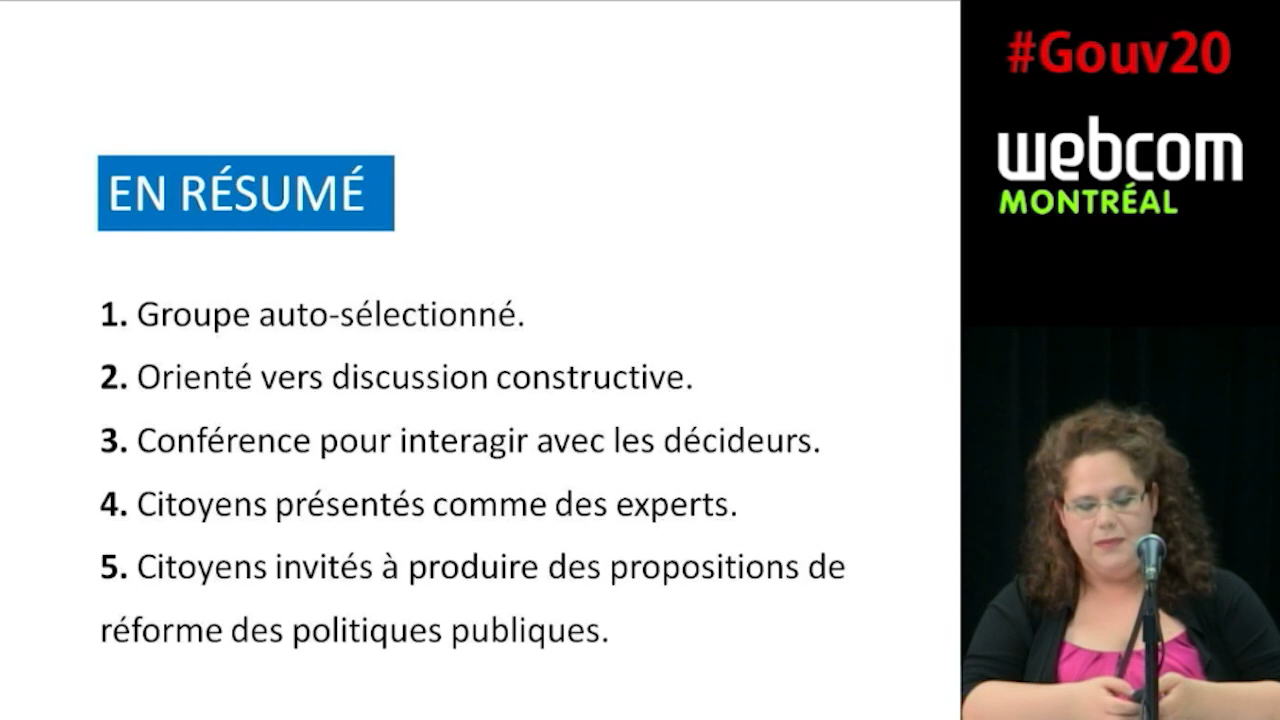 EN RÉSUMÉ
1. Groupe auto-sélectionné.
2. Orienté vers discussion constructive.
3. Conférence pour interagir avec les décideurs.
4. Citoyens présentés comme des experts.
5. Citoyens invités à produire des propositions de
réforme des politiques publiques.
#Gouv20
webcom
MONTRÉAL